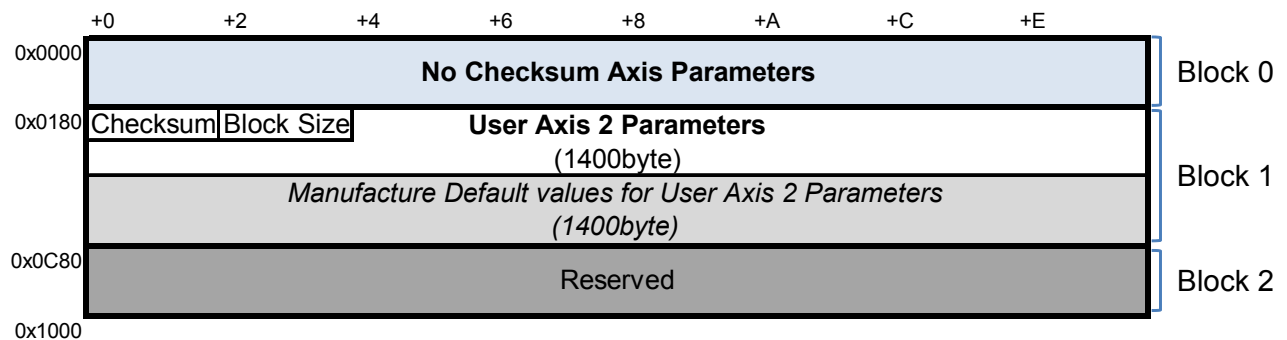 +0 +2 +4 +6 +8 +A +C +E
0x0000
No Checksum Axis Parameters
Block 0
0x0180
Checksum Block Size
User Axis 2 Parameters
(1400byte)
Block 1
Manufacture Default values for User Axis 2 Parameters
(1400byte)
0x0C80
Reserved
Block 2
0x1000